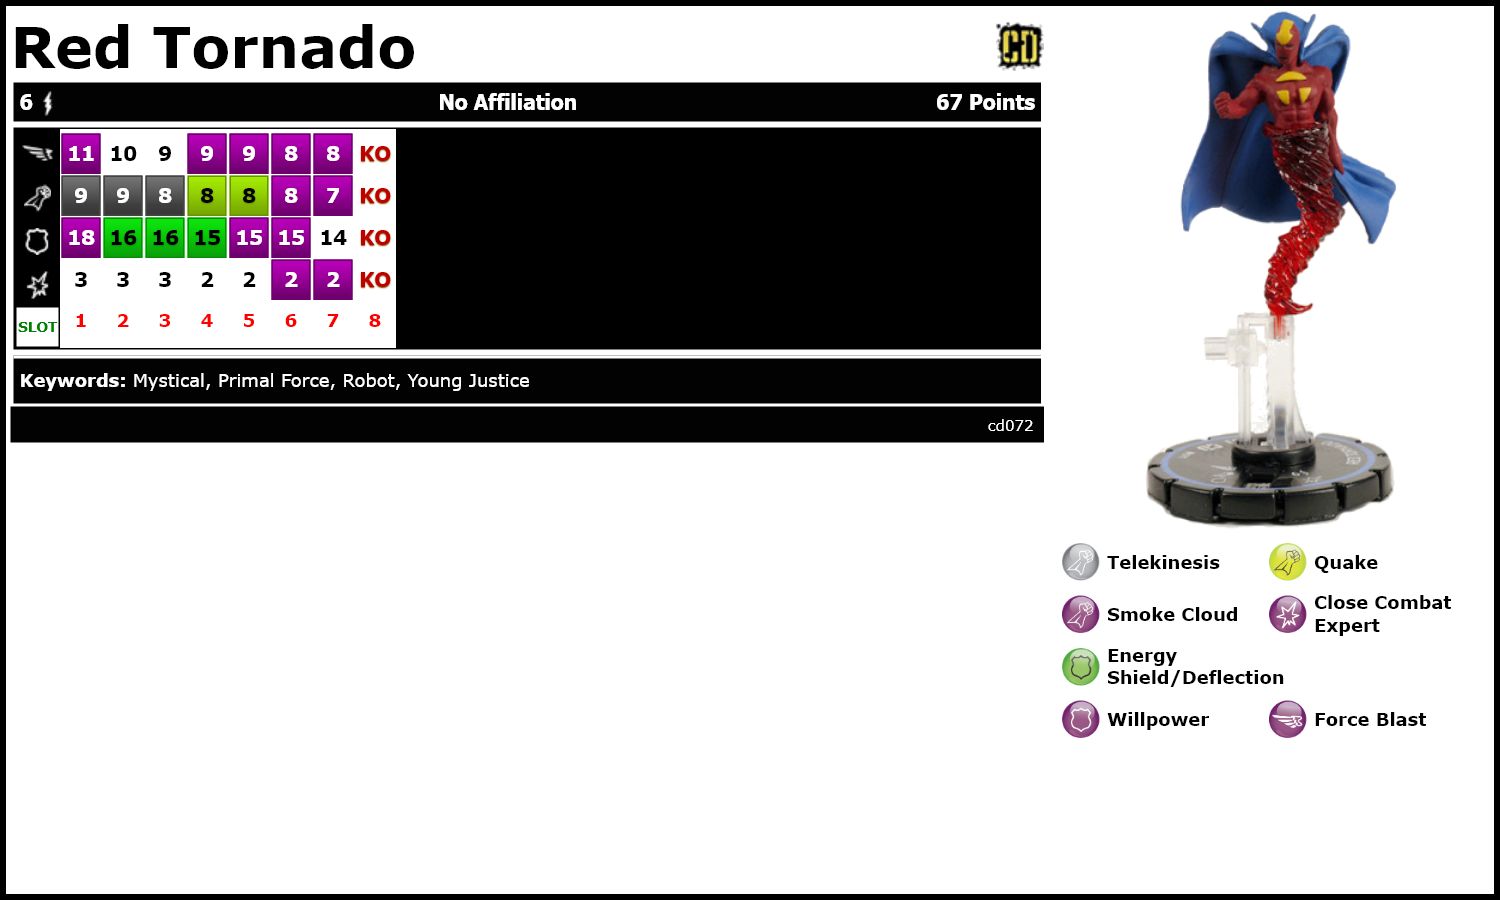 Red Tornado
CD
6 No Affiliation 67 Points
11 10 9 9 9 8 8 KO
9 9 8 8 8 8 7 KO
18 16 16 15 15 15 14 KO
3 3 3 2 2 2 2 KO
SLOT 1 2 3 4 5 6 7 8
Keywords: Mystical, Primal Force, Robot, Young Justice
cd072
Telekinesis
Quake
Smoke Cloud
Close Combat
Expert
Energy
Shield/Deflection
Willpower
Force Blast